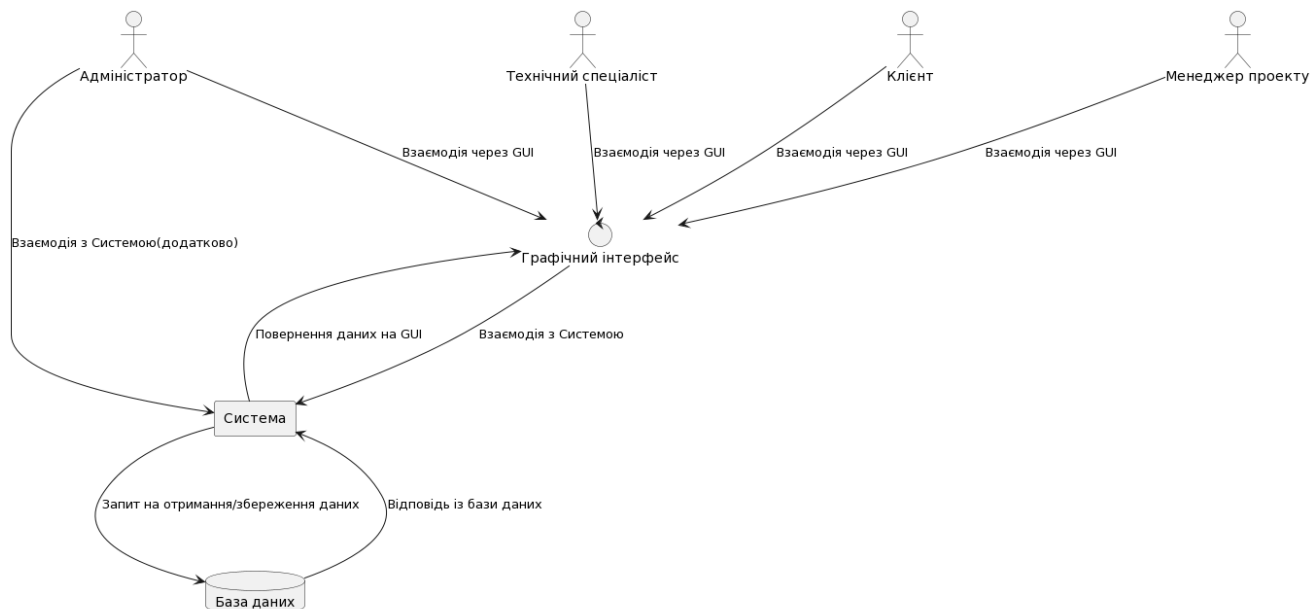 Адміністратор
Технічний спеціаліст
Клієнт
Менеджер проекту
Взаємодія через GUI
Взаємодія через GUI
Взаємодія через GUI
Взаємодія через GUI
Взаємодія з Системою(додатково)
Графічний інтерфейс
Повернення даних на GUI
Взаємодія з Системою
Система
Запит на отримання/збереження даних
Відповідь із бази даних
База даних